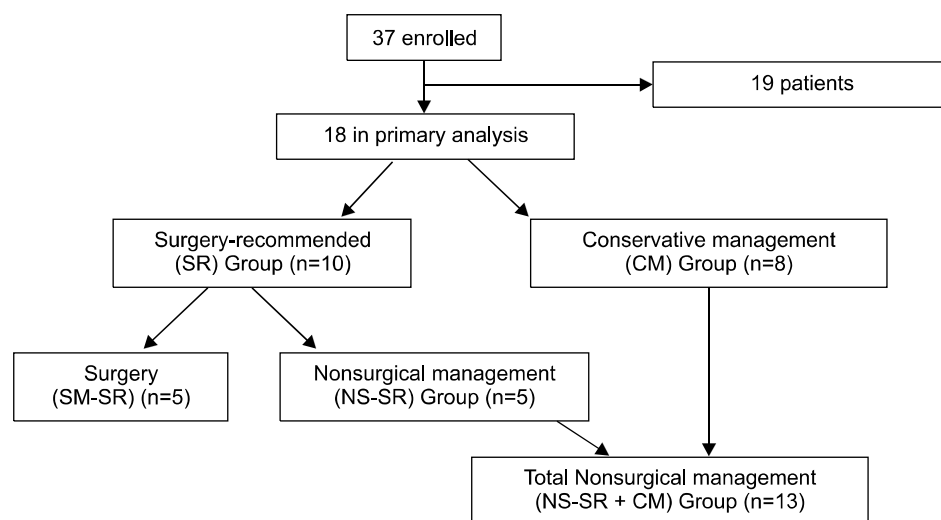 37 enrolled
19 patients
18 in primary analysis
Surgery-recommended
(SR) Group (n=10)
Conservative management
(CM) Group (n=8)
Surgery
(SM-SR) (n=5)
Nonsurgical management
(NS-SR) Group (n=5)
Total Nonsurgical management
(NS-SR + CM) Group (n=13)